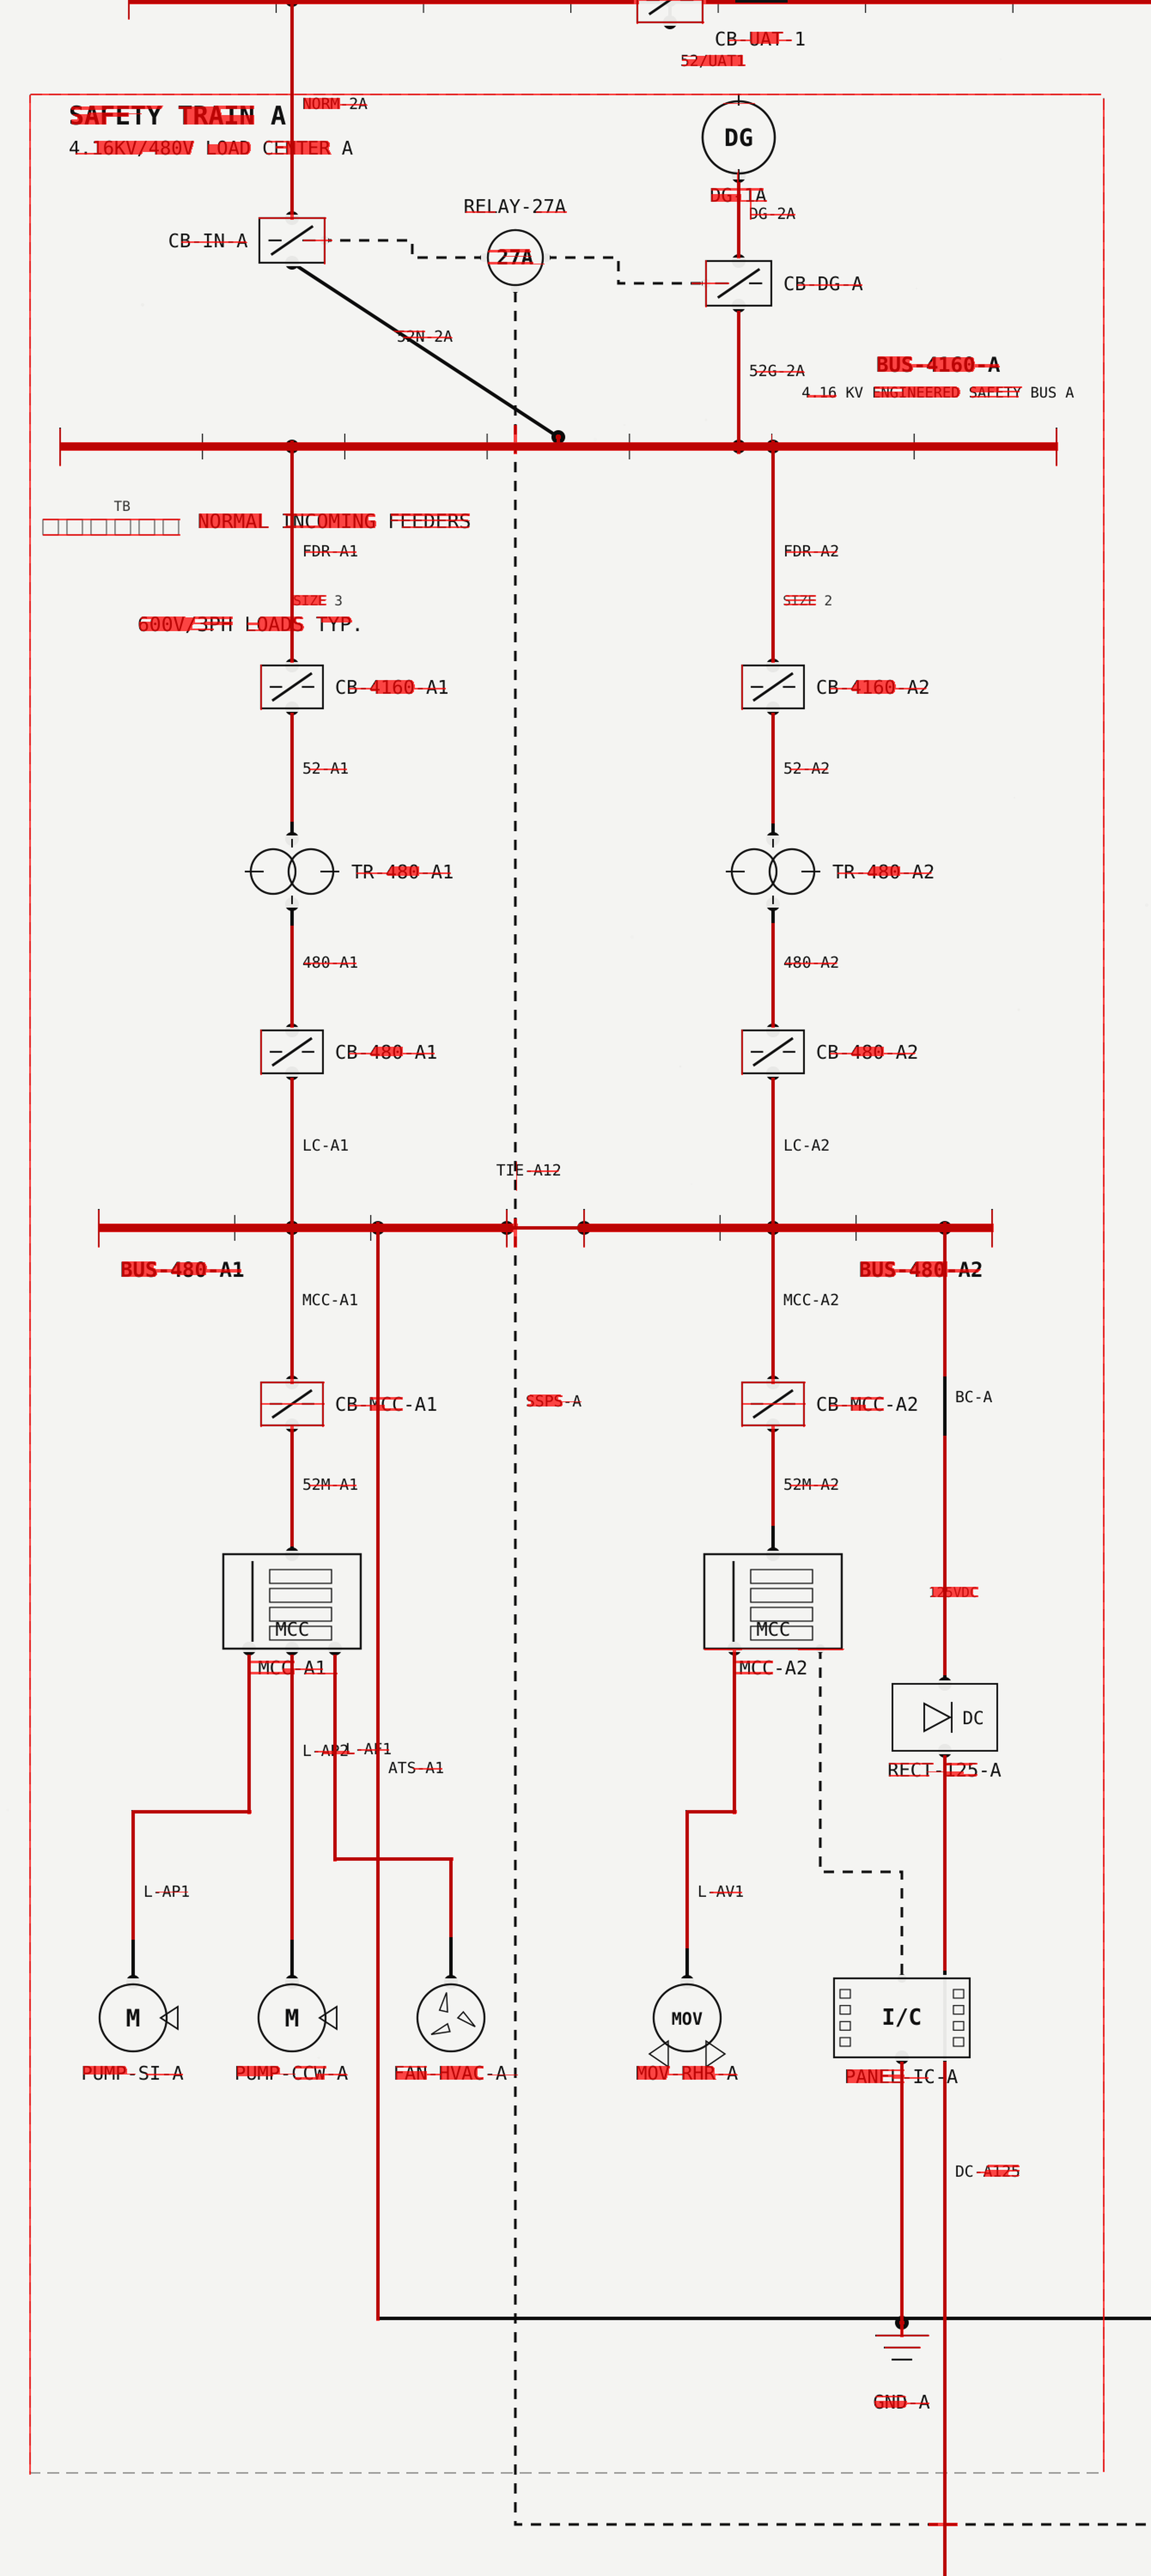 CB-UAT-1
52/UAT1
NORM-2A
SAFETY TRAIN A
4.16KV/480V LOAD CENTER A
DG
DG-1A
DG-2A
RELAY-27A
CB-IN-A
27A
CB-DG-A
52N-2A
52G-2A
BUS-4160-A
4.16 KV ENGINEERED SAFETY BUS A
TB
NORMAL INCOMING FEEDERS
FDR-A1
FDR-A2
SIZE 3
SIZE 2
600V/3PH LOADS TYP.
CB-4160-A1
CB-4160-A2
52-A1
52-A2
TR-480-A1
TR-480-A2
480-A1
480-A2
CB-480-A1
CB-480-A2
LC-A1
LC-A2
TIE-A12
BUS-480-A1
BUS-480-A2
MCC-A1
MCC-A2
BC-A
SSPS-A
CB-MCC-A1
CB-MCC-A2
52M-A1
52M-A2
125VDC
MCC
MCC
MCC-A1
MCC-A2
DC
L-AP2
L-AF1
ATS-A1
RECT-125-A
L-AP1
L-AV1
M
M
MOV
I/C
PUMP-SI-A
PUMP-CCW-A
FAN-HVAC-A
MOV-RHR-A
PANEL-IC-A
DC-A125
GND-A